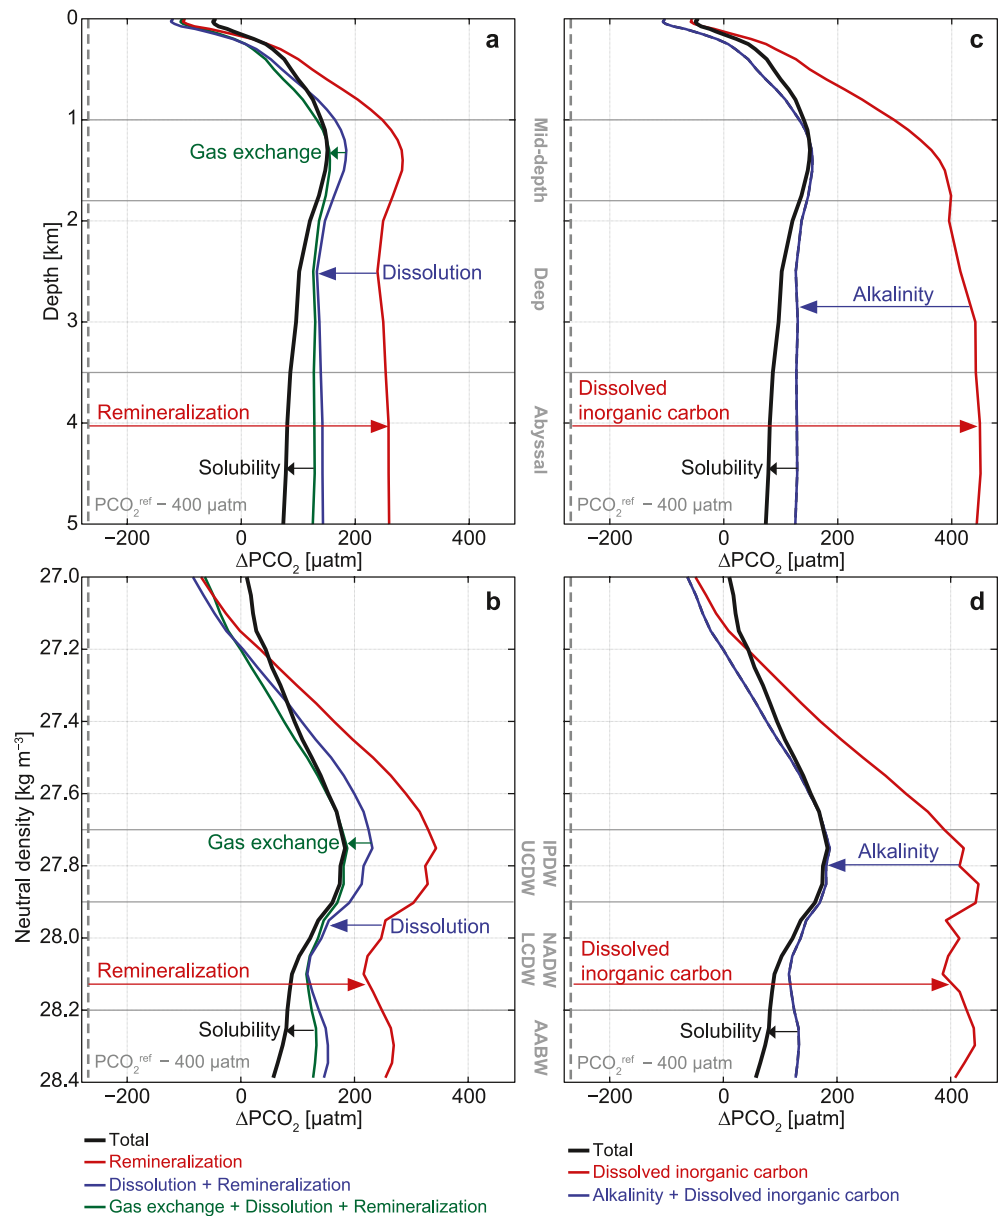 a
0
1
2
3
4
5
Depth [km]
Gas exchange
Dissolution
Remineralization
Solubility
PCO₂ʳᵉᶠ − 400 µatm
−200 0 200 400
ΔPCO₂ [µatm]
Mid-depth
Deep
Abyssal
c
Alkalinity
Dissolved
inorganic carbon
Solubility
PCO₂ʳᵉᶠ − 400 µatm
−200 0 200 400
ΔPCO₂ [µatm]
b
27.0
27.2
27.4
27.6
27.8
28.0
28.2
28.4
Neutral density [kg m⁻³]
Gas exchange
Dissolution
Remineralization
Solubility
PCO₂ʳᵉᶠ − 400 µatm
−200 0 200 400
ΔPCO₂ [µatm]
IPDW
UCDW
NADW
LCDW
AABW
d
Alkalinity
Dissolved
inorganic carbon
Solubility
PCO₂ʳᵉᶠ − 400 µatm
−200 0 200 400
ΔPCO₂ [µatm]
Total
Remineralization
Dissolution + Remineralization
Gas exchange + Dissolution + Remineralization
Total
Dissolved inorganic carbon
Alkalinity + Dissolved inorganic carbon